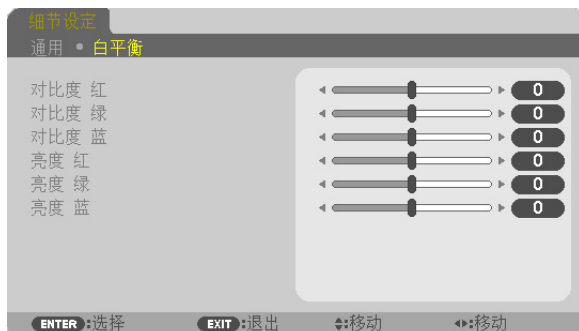 细节设定
通用 • 白平衡
对比度 红 0
对比度 绿 0
对比度 蓝 0
亮度 红 0
亮度 绿 0
亮度 蓝 0
ENTER:选择 EXIT:退出 :移动 :移动